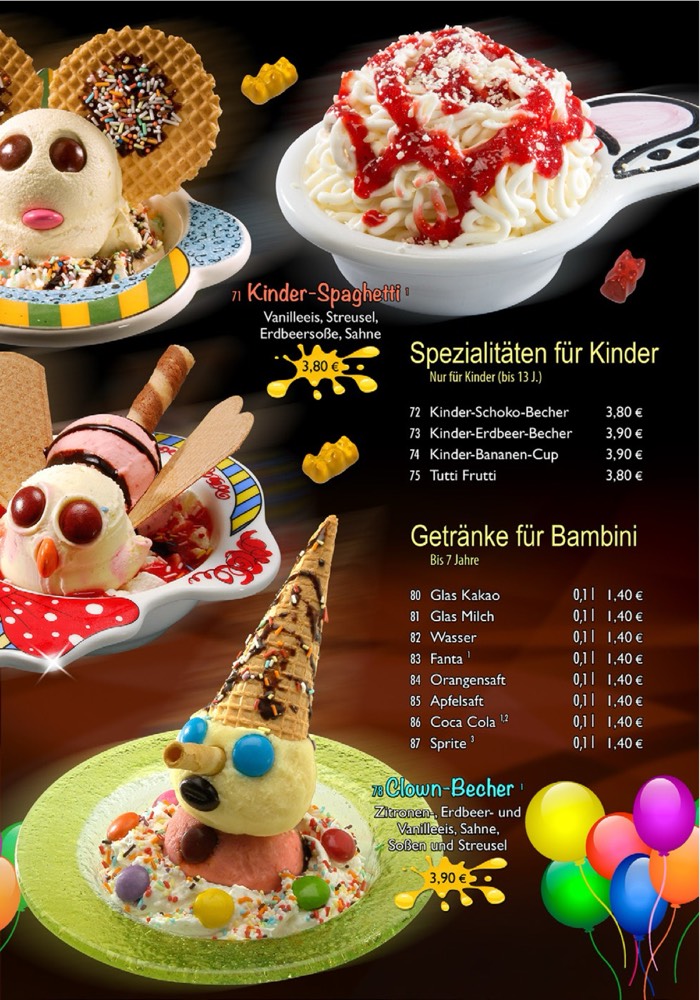 71 Kinder-Spaghetti 1
Vanilleeis, Streusel,
Erdbeersoße, Sahne
3,80 €
Spezialitäten für Kinder
Nur für Kinder (bis 13 J.)
72 Kinder-Schoko-Becher 3,80 €
73 Kinder-Erdbeer-Becher 3,90 €
74 Kinder-Bananen-Cup 3,90 €
75 Tutti Frutti 3,80 €
Getränke für Bambini
Bis 7 Jahre
80 Glas Kakao 0,1 l 1,40 €
81 Glas Milch 0,1 l 1,40 €
82 Wasser 0,1 l 1,40 €
83 Fanta 1 0,1 l 1,40 €
84 Orangensaft 0,1 l 1,40 €
85 Apfelsaft 0,1 l 1,40 €
86 Coca Cola 1,2 0,1 l 1,40 €
87 Sprite 3 0,1 l 1,40 €
78 Clown-Becher 1
Zitronen-, Erdbeer- und
Vanilleeis, Sahne,
Soßen und Streusel
3,90 €